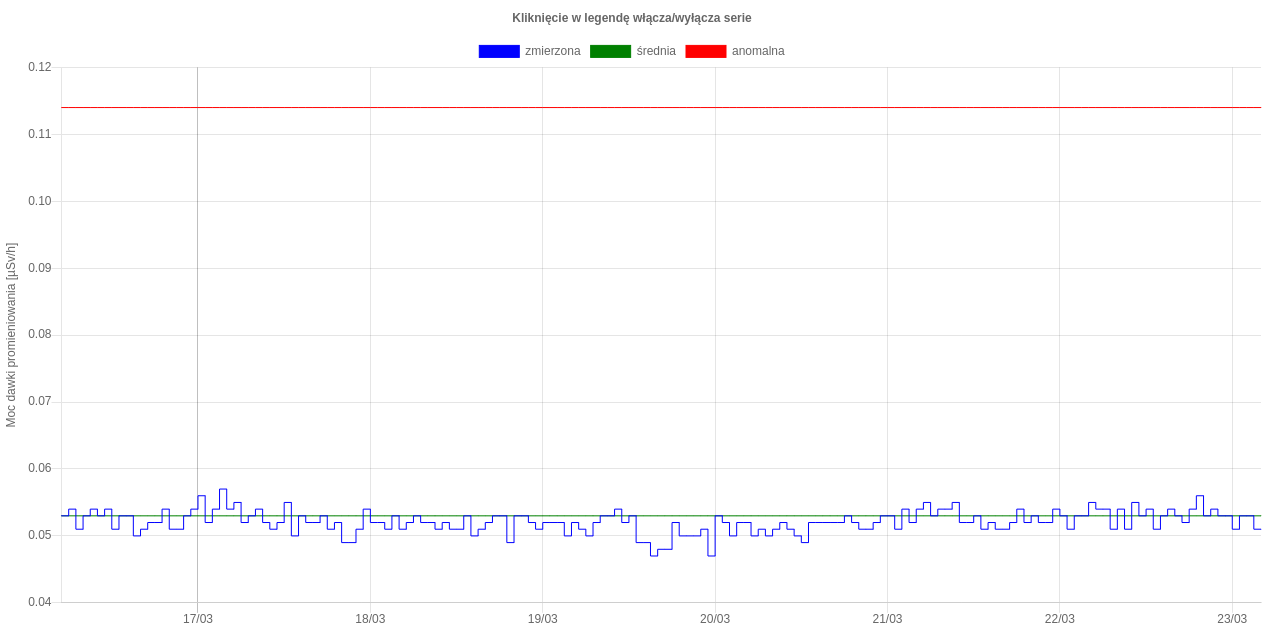 Kliknięcie w legendę włącza/wyłącza serie
zmierzona średnia anomalna
Moc dawki promieniowania [µSv/h]
0.12
0.11
0.10
0.09
0.08
0.07
0.06
0.05
0.04
17/03 18/03 19/03 20/03 21/03 22/03 23/03